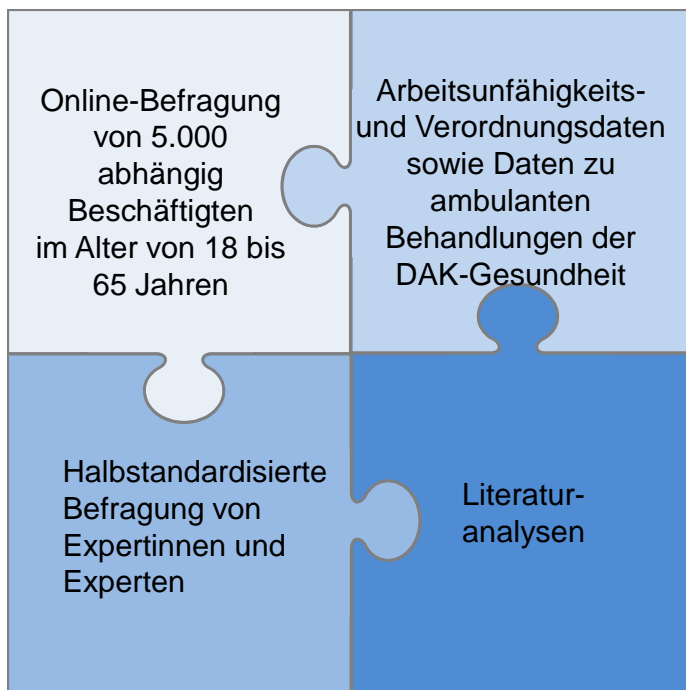 Online-Befragung
von 5.000
abhängig
Beschäftigten
im Alter von 18 bis
65 Jahren
Arbeitsunfähigkeits-
und Verordnungsdaten
sowie Daten zu
ambulanten
Behandlungen der
DAK-Gesundheit
Halbstandardisierte
Befragung von
Expertinnen und
Experten
Literatur-
analysen